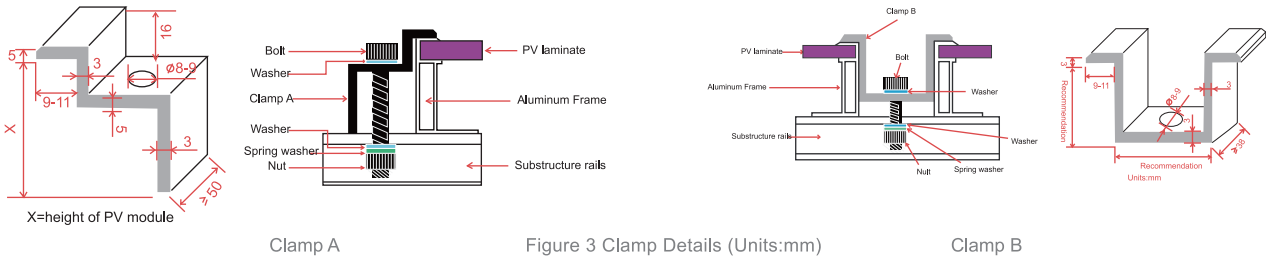 16
5
3
ø8-9
9-11
X
5
3
≥50
X=height of PV module
Bolt
Washer
Clamp A
Washer
Spring washer
Nut
PV laminate
Aluminum Frame
Substructure rails
Clamp B
PV laminate
Bolt
Aluminum Frame
Washer
Substructure rails
Washer
Spring washer
Nult
3
9-11
Recommendation
ø8-9
3
3
≥38
Recommendation
Units:mm
Clamp A
Figure 3 Clamp Details (Units:mm)
Clamp B